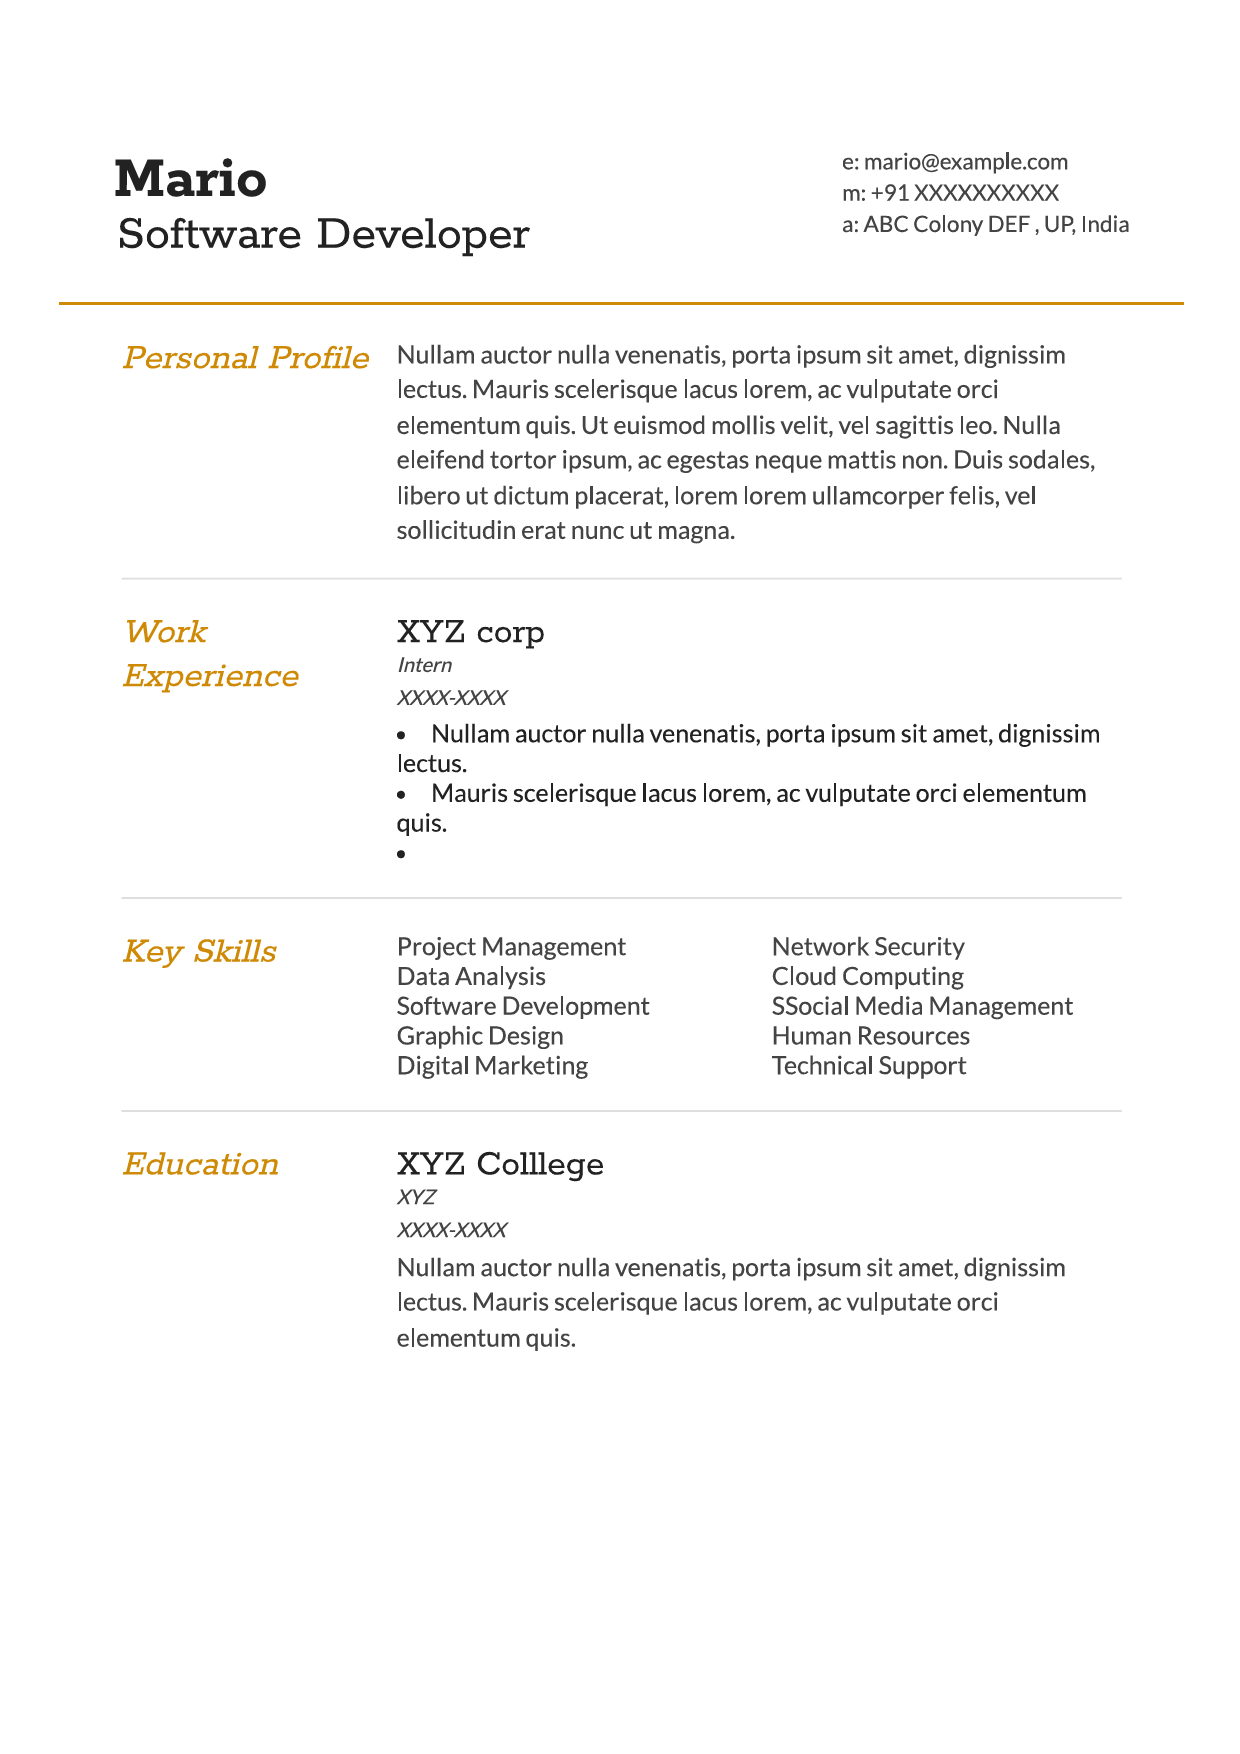 Mario
Software Developer
e: mario@example.com
m: +91 XXXXXXXXXX
a: ABC Colony DEF , UP, India
Personal Profile
Nullam auctor nulla venenatis, porta ipsum sit amet, dignissim
lectus. Mauris scelerisque lacus lorem, ac vulputate orci
elementum quis. Ut euismod mollis velit, vel sagittis leo. Nulla
eleifend tortor ipsum, ac egestas neque mattis non. Duis sodales,
libero ut dictum placerat, lorem lorem ullamcorper felis, vel
sollicitudin erat nunc ut magna.
Work
Experience
XYZ corp
Intern
XXXX-XXXX
• Nullam auctor nulla venenatis, porta ipsum sit amet, dignissim
lectus.
• Mauris scelerisque lacus lorem, ac vulputate orci elementum
quis.
•
Key Skills
Project Management
Data Analysis
Software Development
Graphic Design
Digital Marketing
Network Security
Cloud Computing
SSocial Media Management
Human Resources
Technical Support
Education
XYZ Colllege
XYZ
XXXX-XXXX
Nullam auctor nulla venenatis, porta ipsum sit amet, dignissim
lectus. Mauris scelerisque lacus lorem, ac vulputate orci
elementum quis.